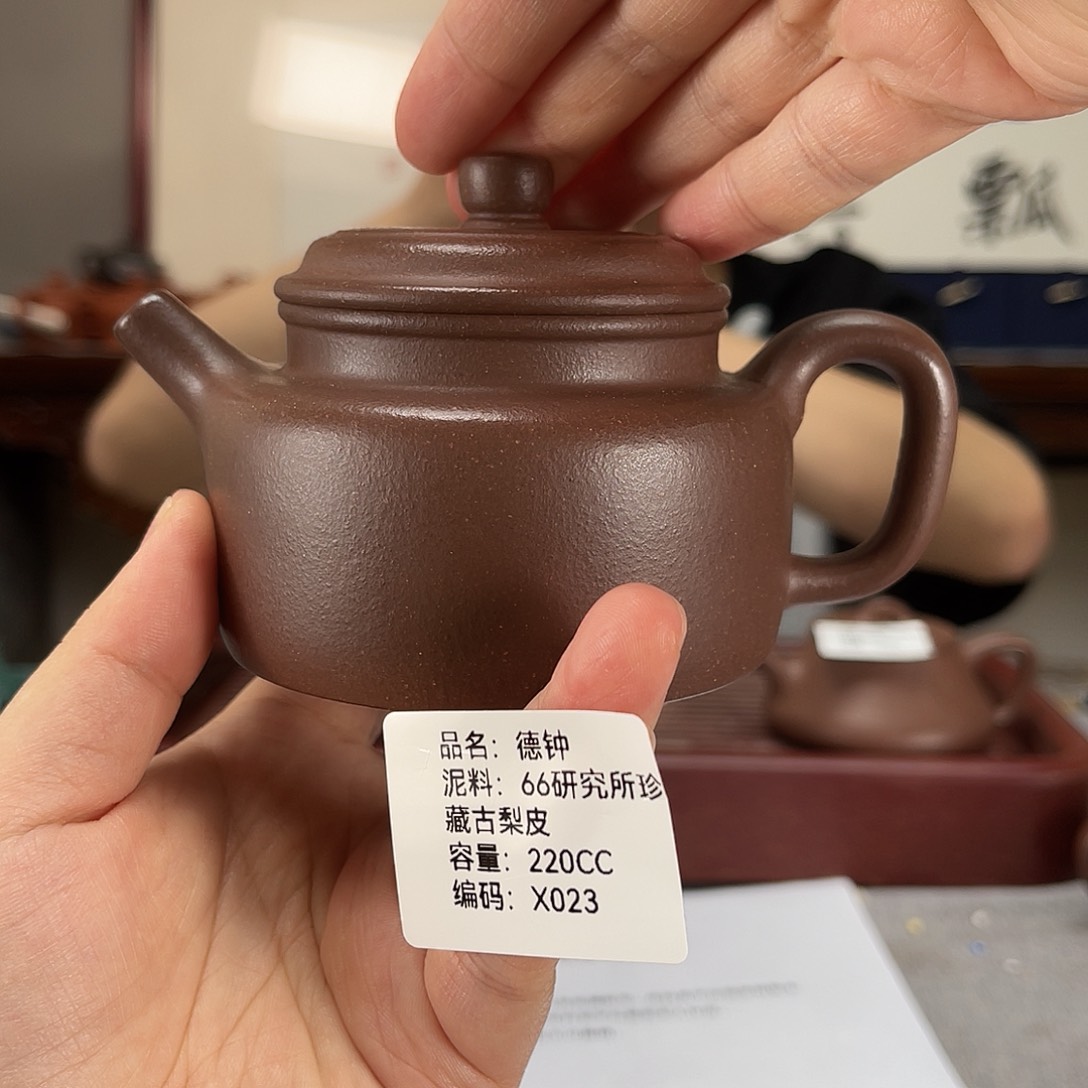 瓢
品名：德钟
泥料：66研究所珍
藏古梨皮
容量：220CC
编码：X023